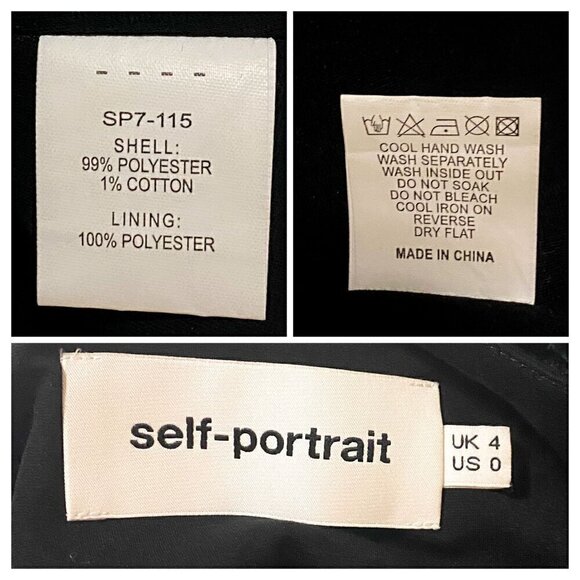 - - - -
SP7-115
SHELL:
99% POLYESTER
1% COTTON
LINING:
100% POLYESTER
COOL HAND WASH
WASH SEPARATELY
WASH INSIDE OUT
DO NOT SOAK
DO NOT BLEACH
COOL IRON ON
REVERSE
DRY FLAT
MADE IN CHINA
self-portrait
UK 4
US 0